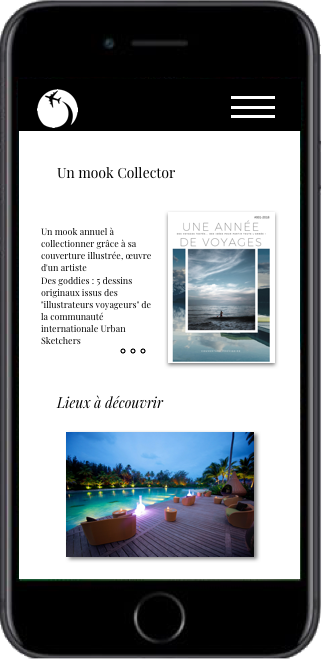 Un mook Collector
Un mook annuel à
collectionner grâce à sa
couverture illustrée, œuvre
d'un artiste
Des goddies : 5 dessins
originaux issus des
"illustrateurs voyageurs" de
la communauté
internationale Urban
Sketchers
UNE ANNÉE
DE VOYAGES
Lieux à découvrir